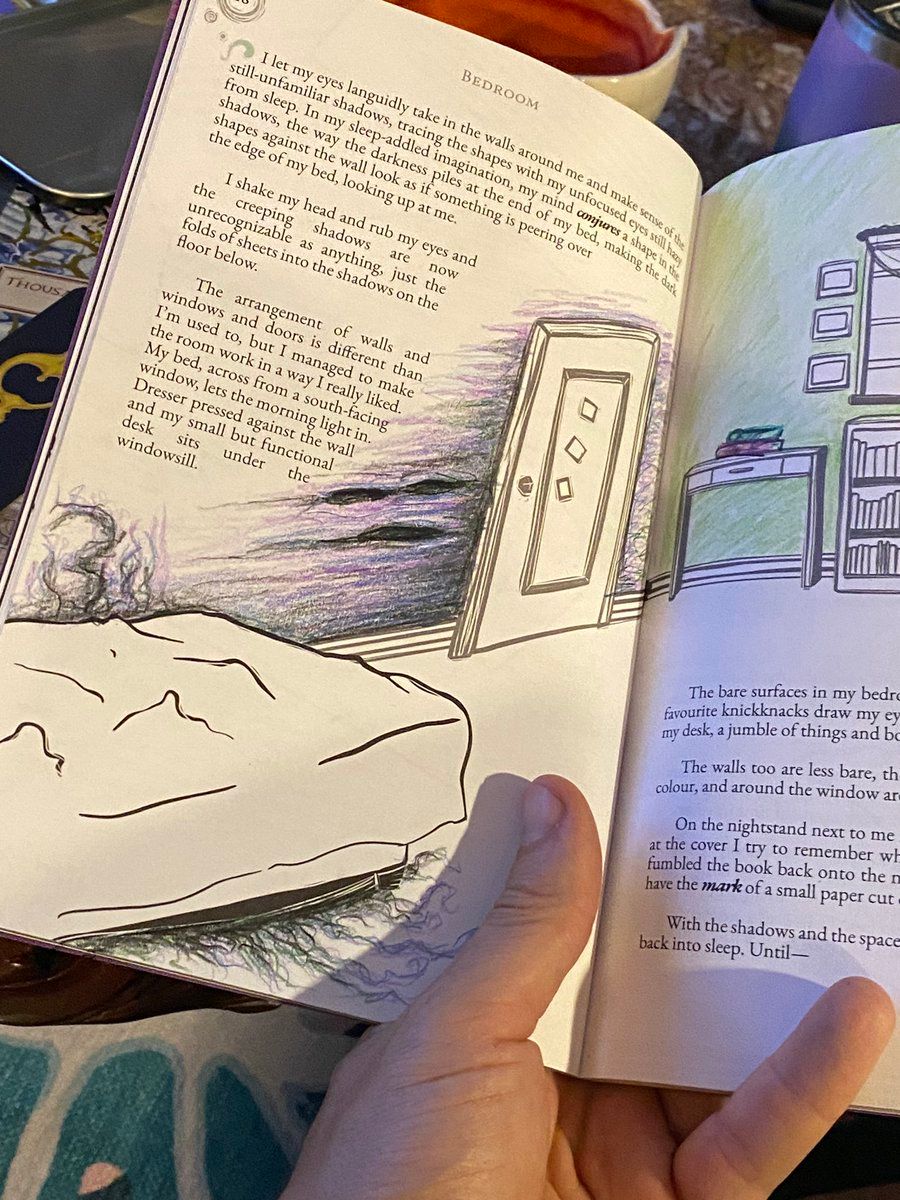 BEDROOM
I let my eyes languidly take in the walls around me and make sense of the
still-unfamiliar shadows, tracing the shapes with my unfocused eyes still hazy
from sleep. In my sleep-addled imagination, my mind conjures a shape in the
shadows, the way the darkness piles at the end of my bed, making the dark
shapes against the wall look as if something is peering over
the edge of my bed, looking up at me.
I shake my head and rub my eyes and
the creeping shadows are now
unrecognizable as anything, just the
folds of sheets into the shadows on the
floor below.
The arrangement of walls and
windows and doors is different than
I'm used to, but I managed to make
the room work in a way I really liked.
My bed, across from a south-facing
window, lets the morning light in.
Dresser pressed against the wall
and my small but functional
desk sits under the
windowsill.
THOUS
The bare surfaces in my bedro
favourite knickknacks draw my ey
my desk, a jumble of things and bo
The walls too are less bare, th
colour, and around the window ar
On the nightstand next to me
at the cover I try to remember wh
fumbled the book back onto the n
have the mark of a small paper cut
With the shadows and the space
back into sleep. Until—